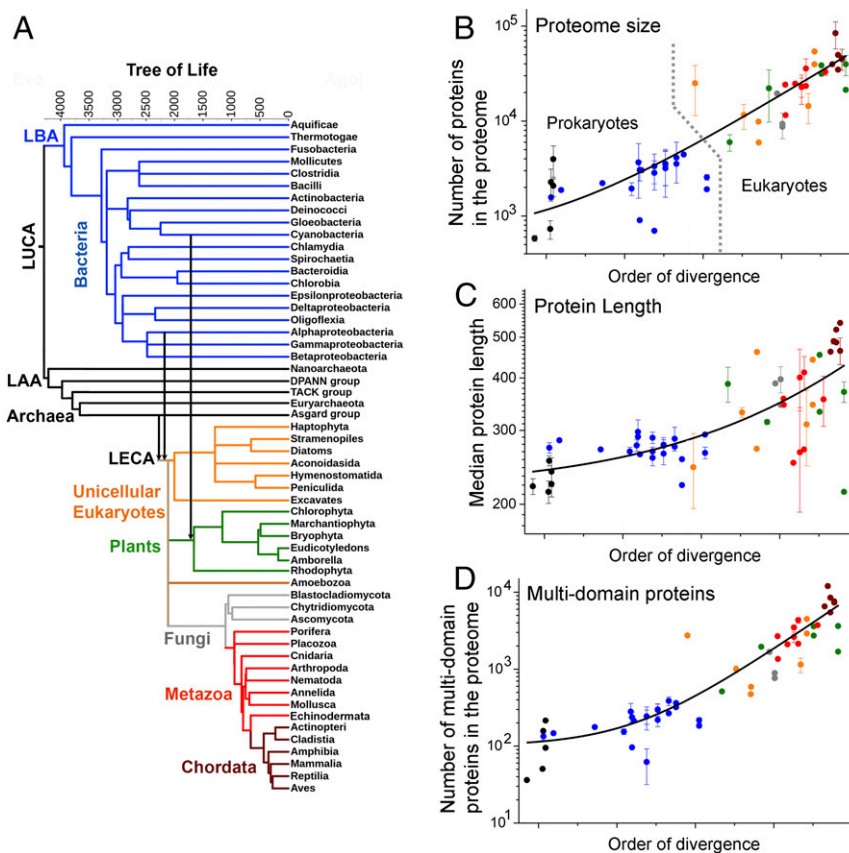 A
Tree of Life
4000
3500
3000
2500
2000
1500
1000
500
0
LBA
Bacteria
LUCA
LAA
Archaea
LECA
Unicellular
Eukaryotes
Plants
Fungi
Metazoa
Chordata
Aquificae
Thermotogae
Fusobacteria
Mollicutes
Clostridia
Bacilli
Actinobacteria
Deinococci
Gloeobacteria
Cyanobacteria
Chlamydia
Spirochaetia
Bacteroidia
Chlorobia
Epsilonproteobacteria
Deltaproteobacteria
Oligoflexia
Alphaproteobacteria
Gammaproteobacteria
Betaproteobacteria
Nanoarchaeota
DPANN group
TACK group
Euryarchaeota
Asgard group
Haptophyta
Stramenopiles
Diatoms
Aconoidasida
Hymenostomatida
Peniculida
Excavates
Chlorophyta
Marchantiophyta
Bryophyta
Eudicotyledons
Amborella
Rhodophyta
Amoebozoa
Blastocladiomycota
Chytridiomycota
Ascomycota
Porifera
Placozoa
Cnidaria
Arthropoda
Nematoda
Annelida
Mollusca
Echinodermata
Actinopteri
Cladistia
Amphibia
Mammalia
Reptilia
Aves
B
Proteome size
Number of proteins
in the proteome
10⁵
10⁴
10³
Prokaryotes
Eukaryotes
Order of divergence
C
Protein Length
Median protein length
600
500
400
300
200
Order of divergence
D
Multi-domain proteins
Number of multi-domain
proteins in the proteome
10⁴
10³
10²
10¹
Order of divergence